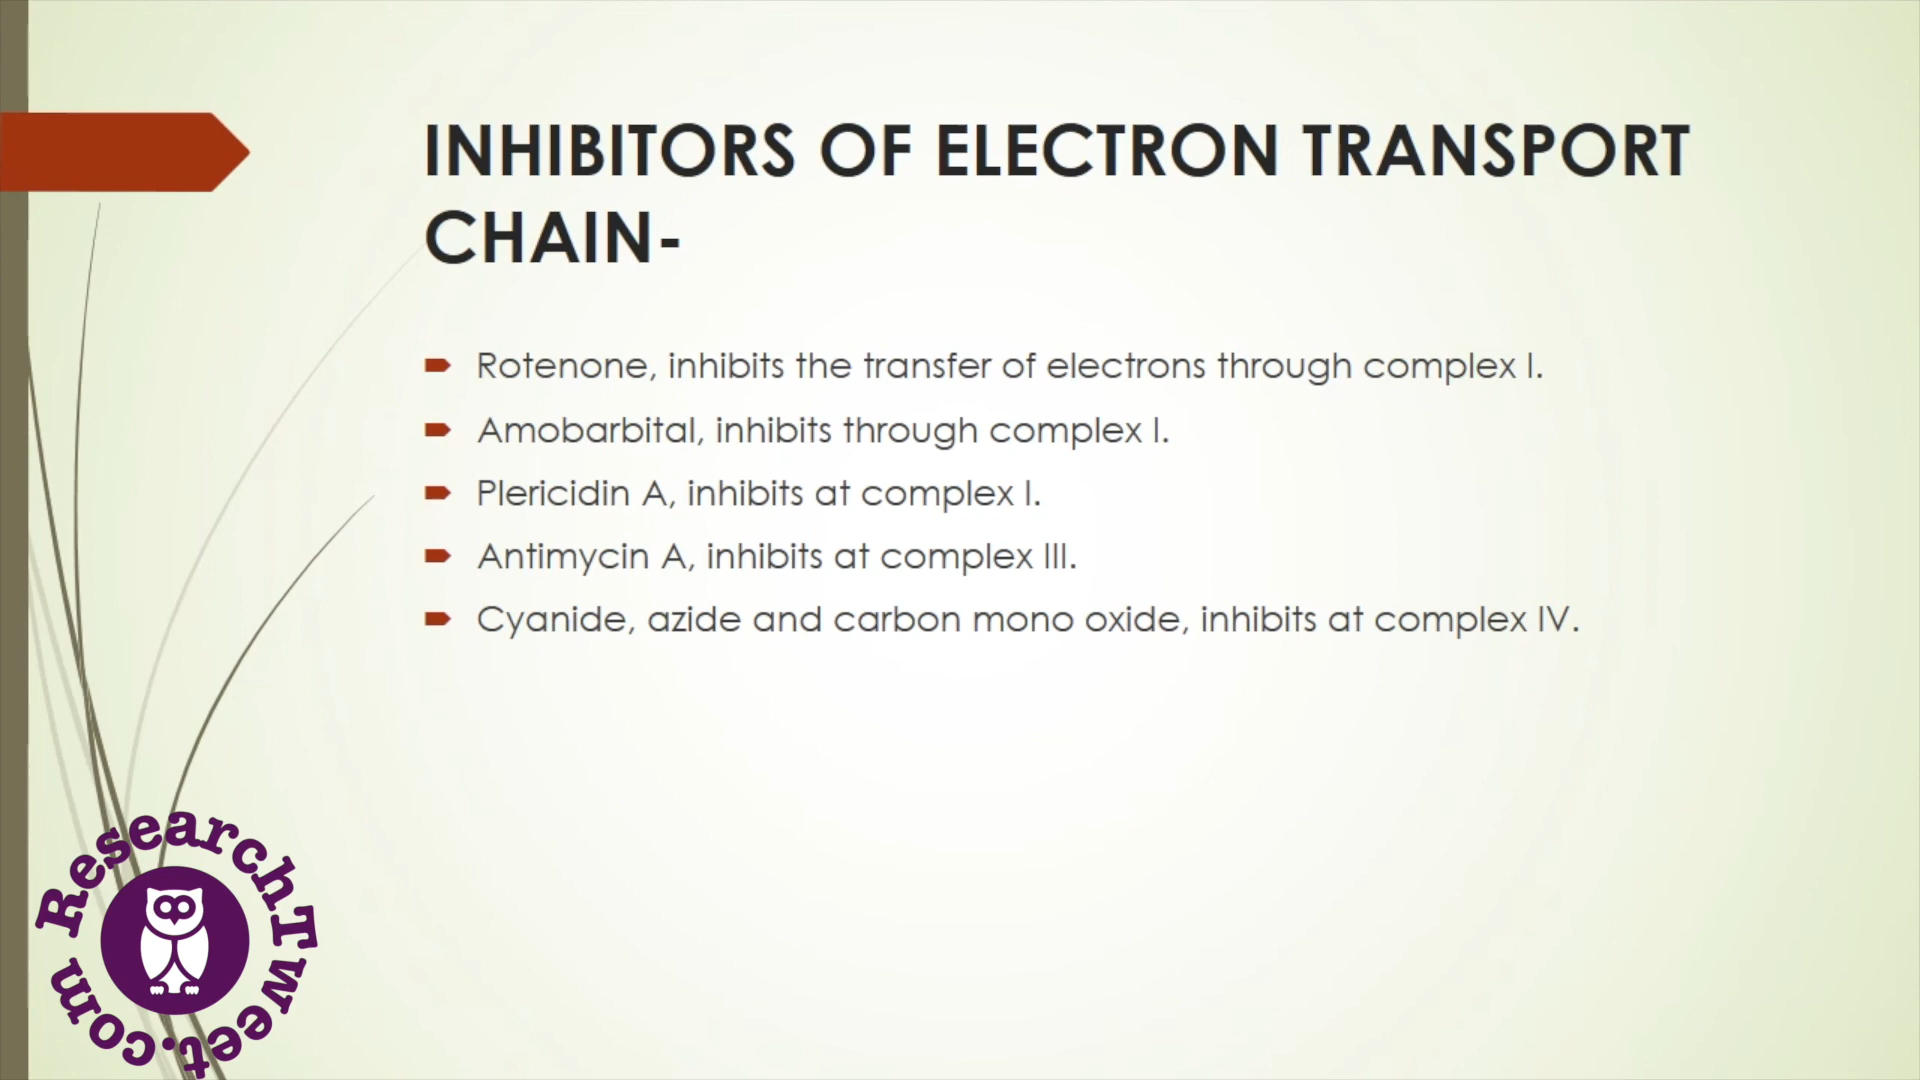 INHIBITORS OF ELECTRON TRANSPORT
CHAIN-
Rotenone, inhibits the transfer of electrons through complex I.
Amobarbital, inhibits through complex I.
Plericidin A, inhibits at complex I.
Antimycin A, inhibits at complex III.
Cyanide, azide and carbon mono oxide, inhibits at complex IV.
ResearchTweet.com